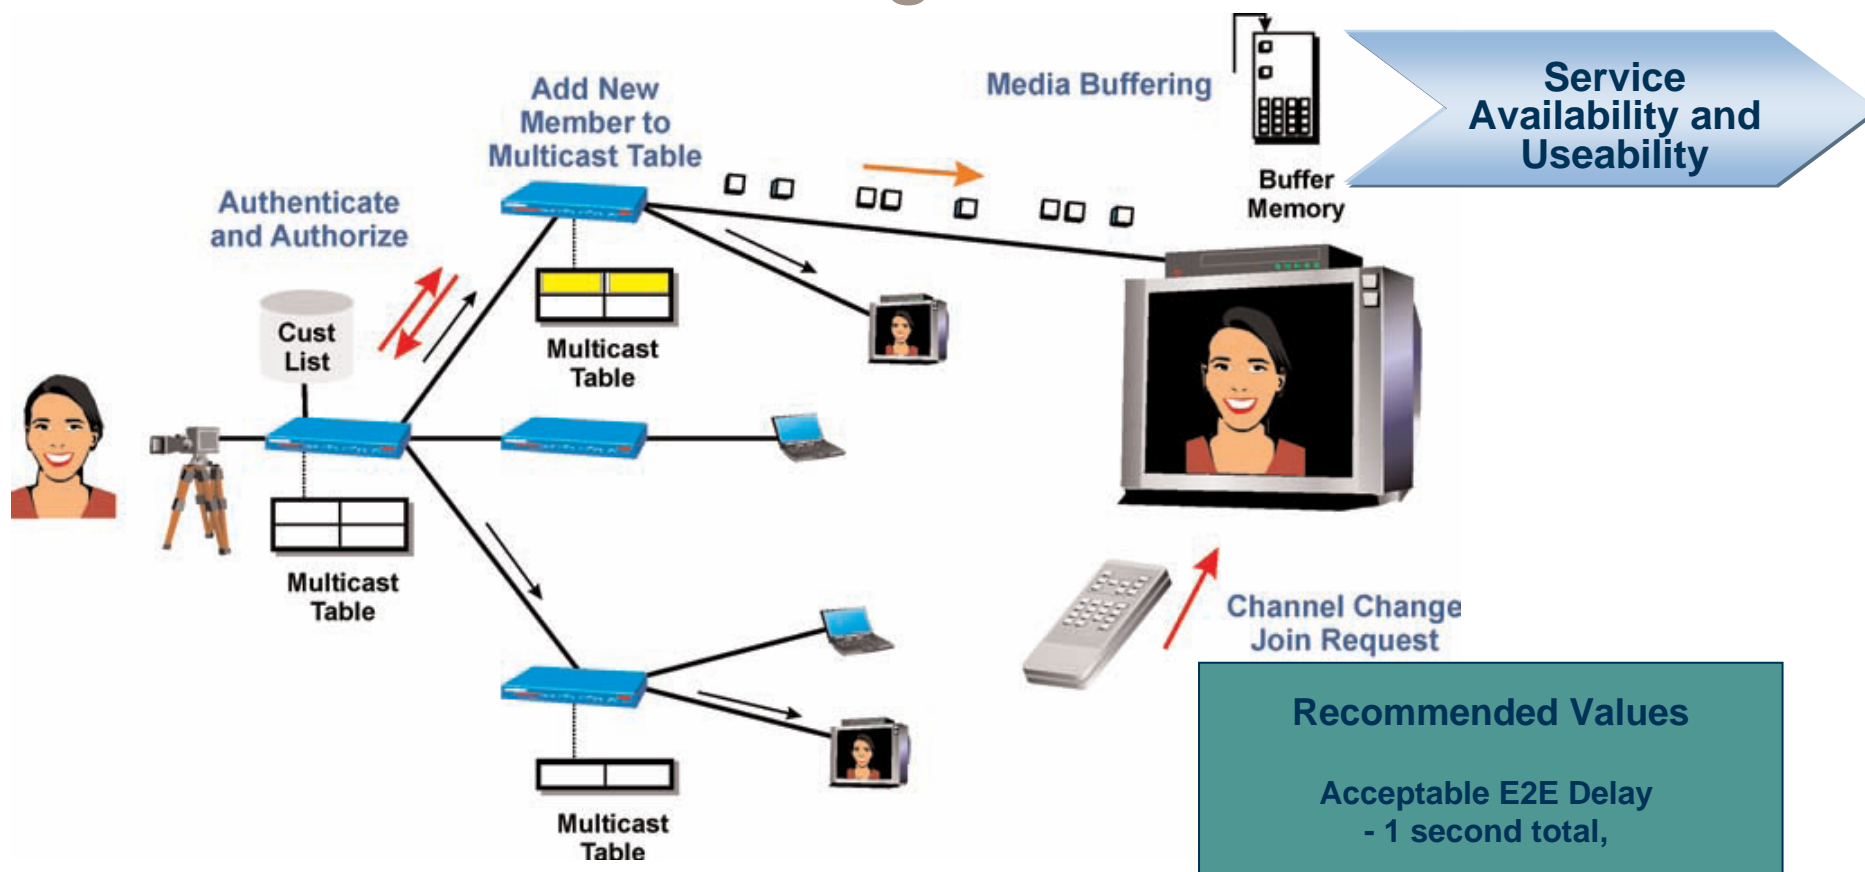 Add New
Member to
Multicast Table
Media Buffering
Service
Availability and
Useability
Buffer
Memory
Authenticate
and Authorize
Cust
List
Multicast
Table
Multicast
Table
Channel Change
Join Request
Multicast
Table
Recommended Values
Acceptable E2E Delay
- 1 second total,